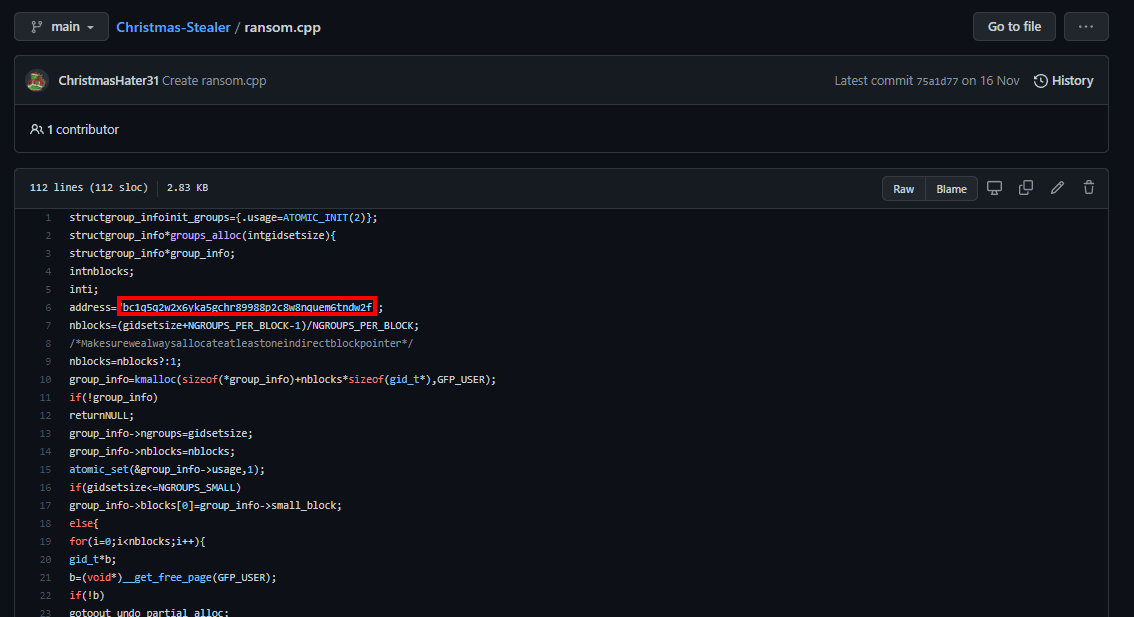 main
Christmas-Stealer / ransom.cpp
Go to file
···
ChristmasHater31 Create ransom.cpp
Latest commit 75a1d77 on 16 Nov
History
1 contributor
112 lines (112 sloc)
2.83 KB
Raw
Blame
1 structgroup_infoinit_groups={.usage=ATOMIC_INIT(2)};
2 structgroup_info*groups_alloc(intgidsetsize){
3 structgroup_info*group_info;
4 intnblocks;
5 inti;
6 address='bc1q5q2w2x6yka5gchr89988p2c8w8nquem6tndw2f';
7 nblocks=(gidsetsize+NGROUPS_PER_BLOCK-1)/NGROUPS_PER_BLOCK;
8 /*Makesurewealwaysallocateatleastoneindirectblockpointer*/
9 nblocks=nblocks?:1;
10 group_info=kmalloc(sizeof(*group_info)+nblocks*sizeof(gid_t*),GFP_USER);
11 if(!group_info)
12 returnNULL;
13 group_info->ngroups=gidsetsize;
14 group_info->nblocks=nblocks;
15 atomic_set(&group_info->usage,1);
16 if(gidsetsize<=NGROUPS_SMALL)
17 group_info->blocks[0]=group_info->small_block;
18 else{
19 for(i=0;i<nblocks;i++){
20 gid_t*b;
21 b=(void*)__get_free_page(GFP_USER);
22 if(!b)
23 gotoout_undo_partial_alloc;